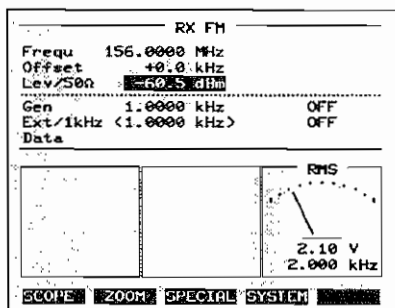 RX FM
Frequ 156.0000 MHz
Offset +0.0 kHz
Lev/50Ω -60.5 dBm
Gen 1.0000 kHz OFF
Ext/1kHz (1.0000 kHz) OFF
Data
RMS
2.10 V
2.000 kHz
SCOPE ZOOM SPECIAL SYSTEM